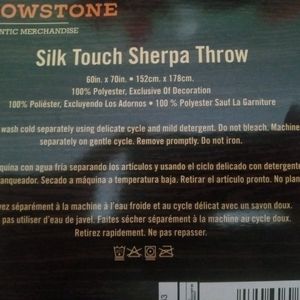 OWSTONE
NTIC MERCHANDISE
Silk Touch Sherpa Throw
60in. x 70in. • 152cm. x 178cm.
100% Polyester, Exclusive Of Decoration
100% Poliéster, Excluyendo Los Adornos • 100 % Polyester Sauf La Garniture
wash cold separately using delicate cycle and mild detergent. Do not bleach. Machine
separately on gentle cycle. Remove promptly. Do not iron.
quina con agua fría separando los artículos y usando el ciclo delicado con detergente
anqueador. Secado a máquina a temperatura baja. Retirar el artículo pronto. No plan
vez séparément à la machine à l'eau froide et au cycle délicat avec un savon doux.
pas utiliser d'eau de javel. Faites sécher séparément à la machine au cycle doux.
Retirez rapidement. Ne pas repasser.